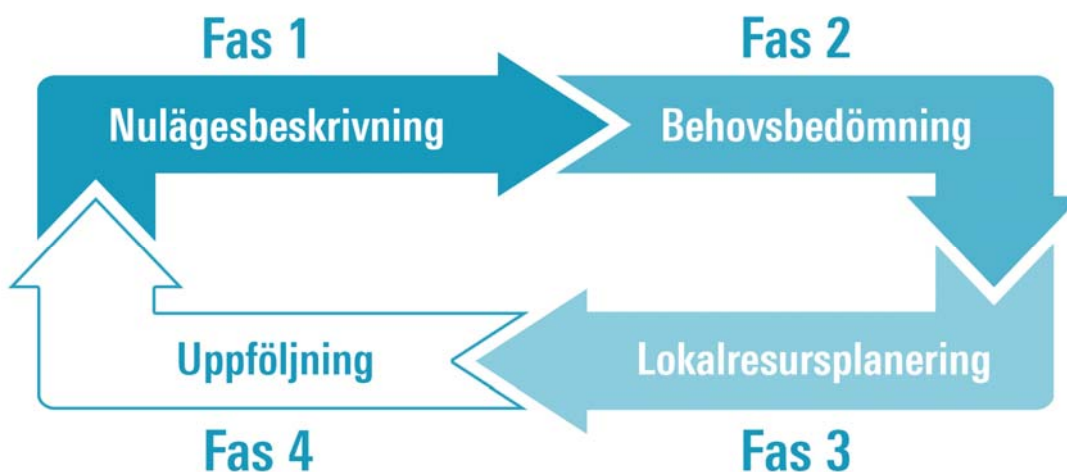 Fas 1
Fas 2
Nulägesbeskrivning
Behovsbedömning
Uppföljning
Lokalresursplanering
Fas 4
Fas 3